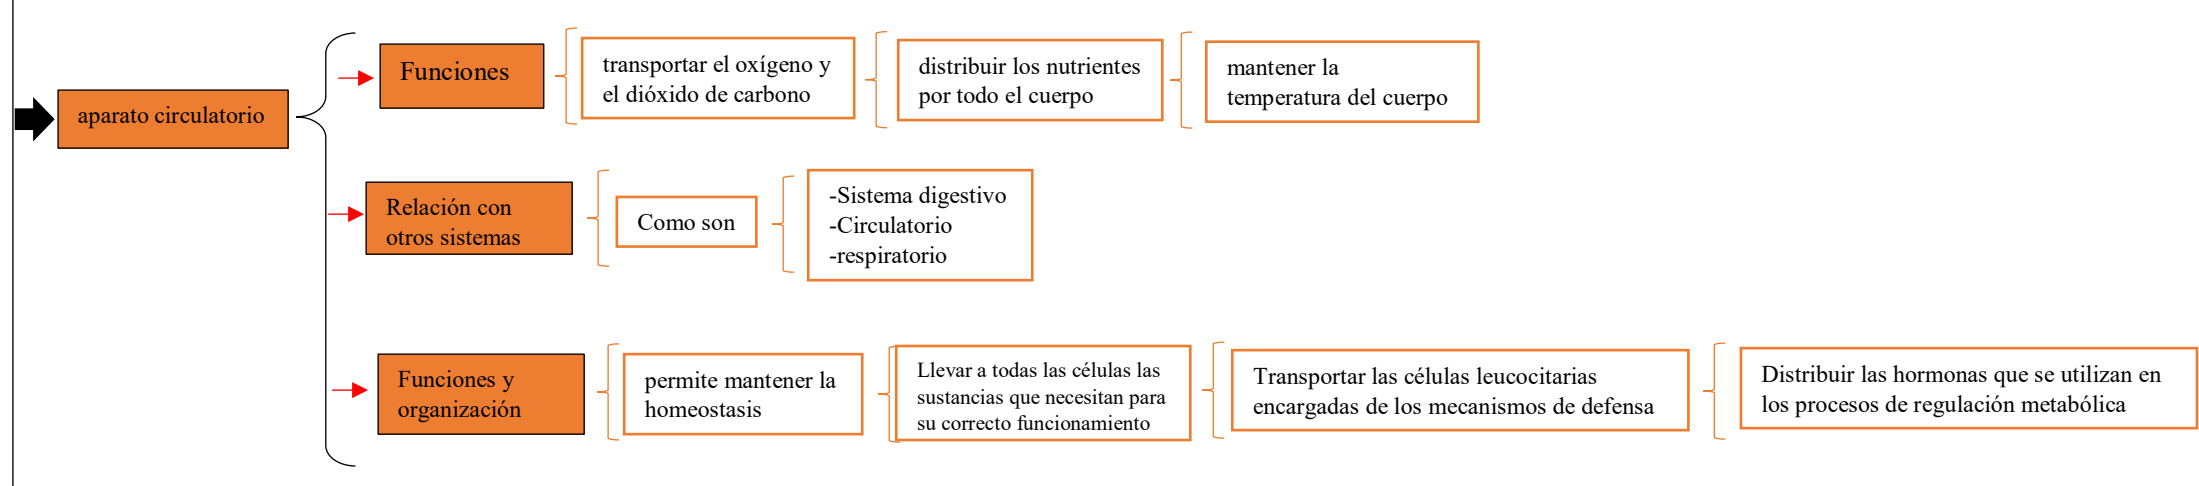 aparato circulatorio
Funciones
transportar el oxígeno y
el dióxido de carbono
distribuir los nutrientes
por todo el cuerpo
mantener la
temperatura del cuerpo
Relación con
otros sistemas
Como son
-Sistema digestivo
-Circulatorio
-respiratorio
Funciones y
organización
permite mantener la
homeostasis
Llevar a todas las células las
sustancias que necesitan para
su correcto funcionamiento
Transportar las células leucocitarias
encargadas de los mecanismos de defensa
Distribuir las hormonas que se utilizan en
los procesos de regulación metabólica